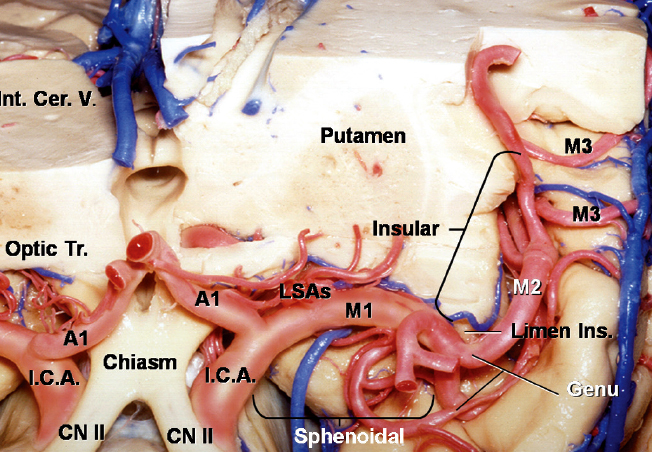 Int. Cer. V.
Putamen
M3
M3
Insular
Optic Tr.
A1
LSAs
M1
M2
Limen Ins.
A1
Chiasm
I.C.A.
I.C.A.
Genu
CN II
CN II
Sphenoidal